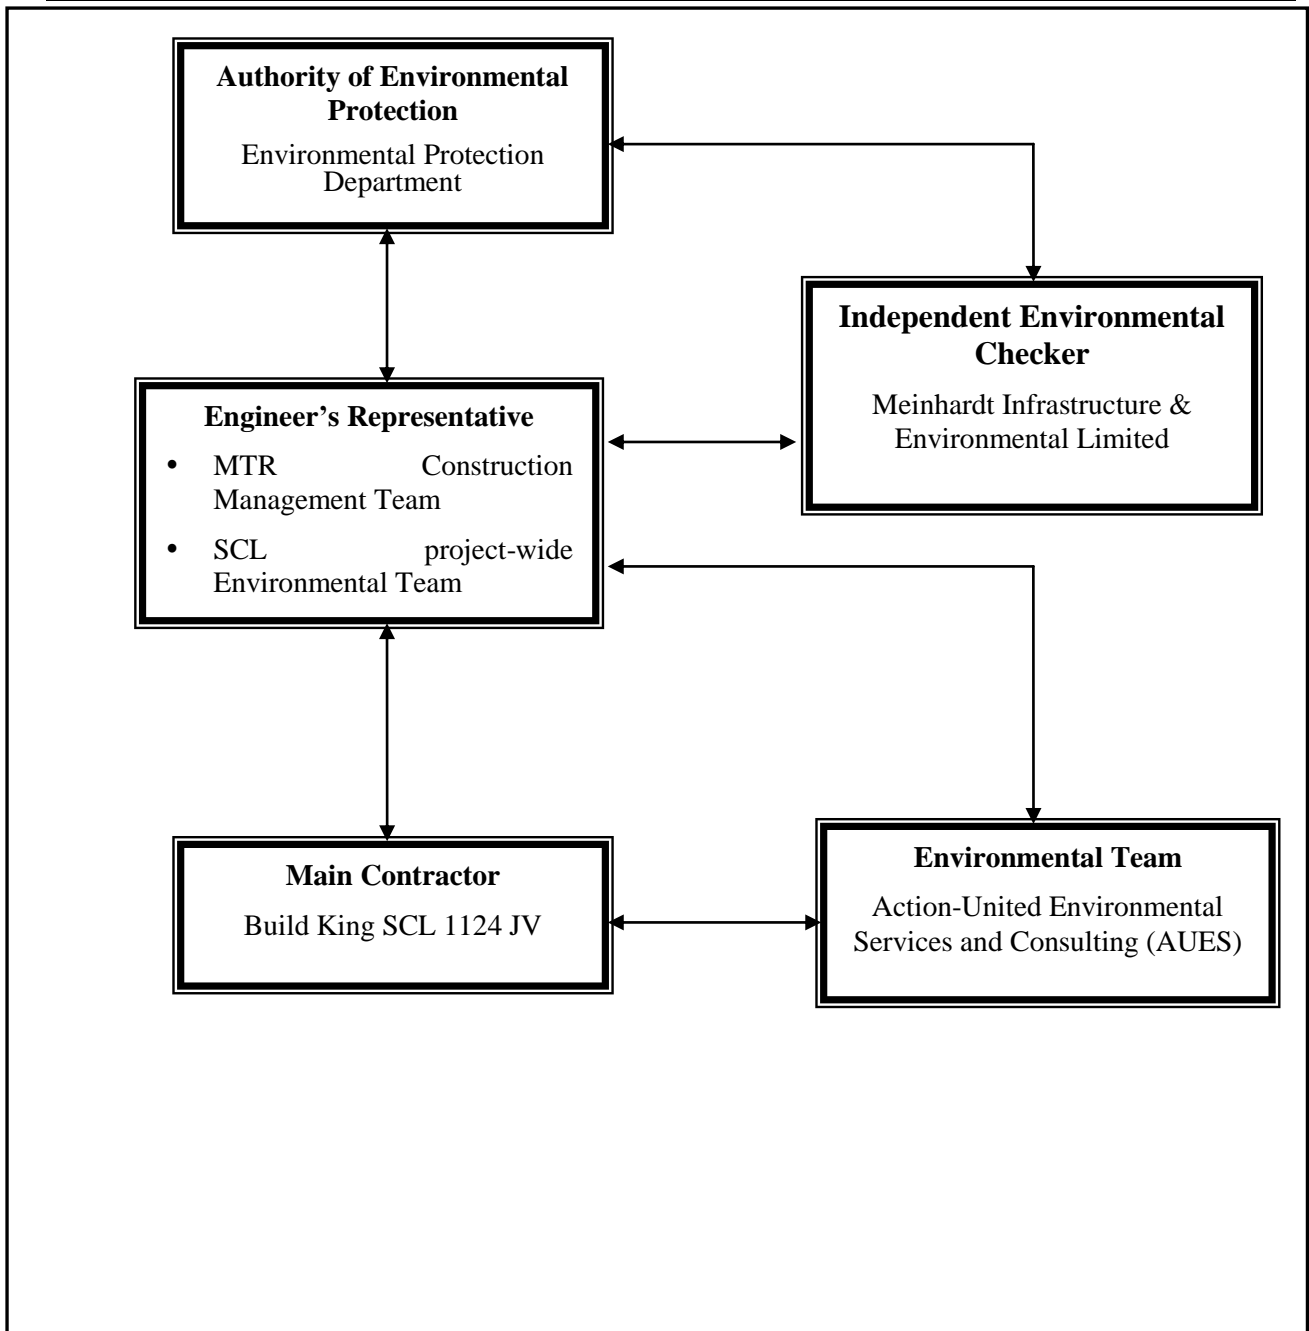 Authority of Environmental
Protection
Environmental Protection
Department
Independent Environmental
Checker
Meinhardt Infrastructure &
Environmental Limited
Engineer’s Representative
• MTR Construction
Management Team
• SCL project-wide
Environmental Team
Main Contractor
Build King SCL 1124 JV
Environmental Team
Action-United Environmental
Services and Consulting (AUES)